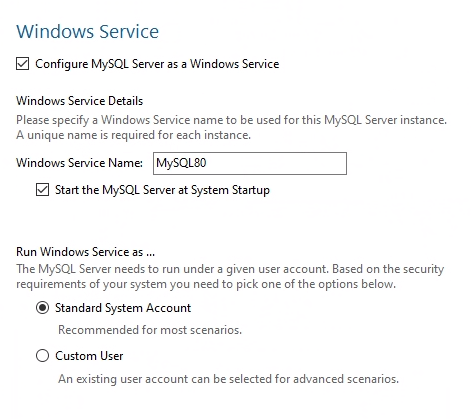 Windows Service
Configure MySQL Server as a Windows Service
Windows Service Details
Please specify a Windows Service name to be used for this MySQL Server instance.
A unique name is required for each instance.
Windows Service Name: MySQL80
Start the MySQL Server at System Startup
Run Windows Service as ...
The MySQL Server needs to run under a given user account. Based on the security
requirements of your system you need to pick one of the options below.
Standard System Account
Recommended for most scenarios.
Custom User
An existing user account can be selected for advanced scenarios.